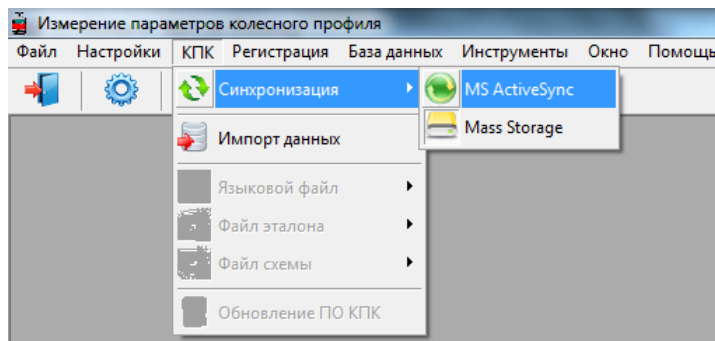 Измерение параметров колесного профиля
Файл Настройки КПК Регистрация База данных Инструменты Окно Помощь
Синхронизация MS ActiveSync
Mass Storage
Импорт данных
Языковой файл
Файл эталона
Файл схемы
Обновление ПО КПК